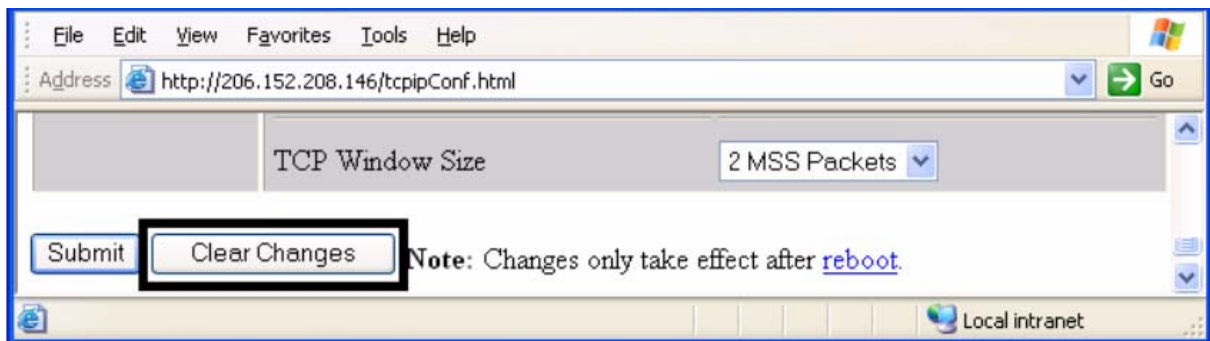 File Edit View Favorites Tools Help
Address http://206.152.208.146/tcpipConf.html Go
TCP Window Size 2 MSS Packets
Submit Clear Changes Note: Changes only take effect after reboot.
Local intranet